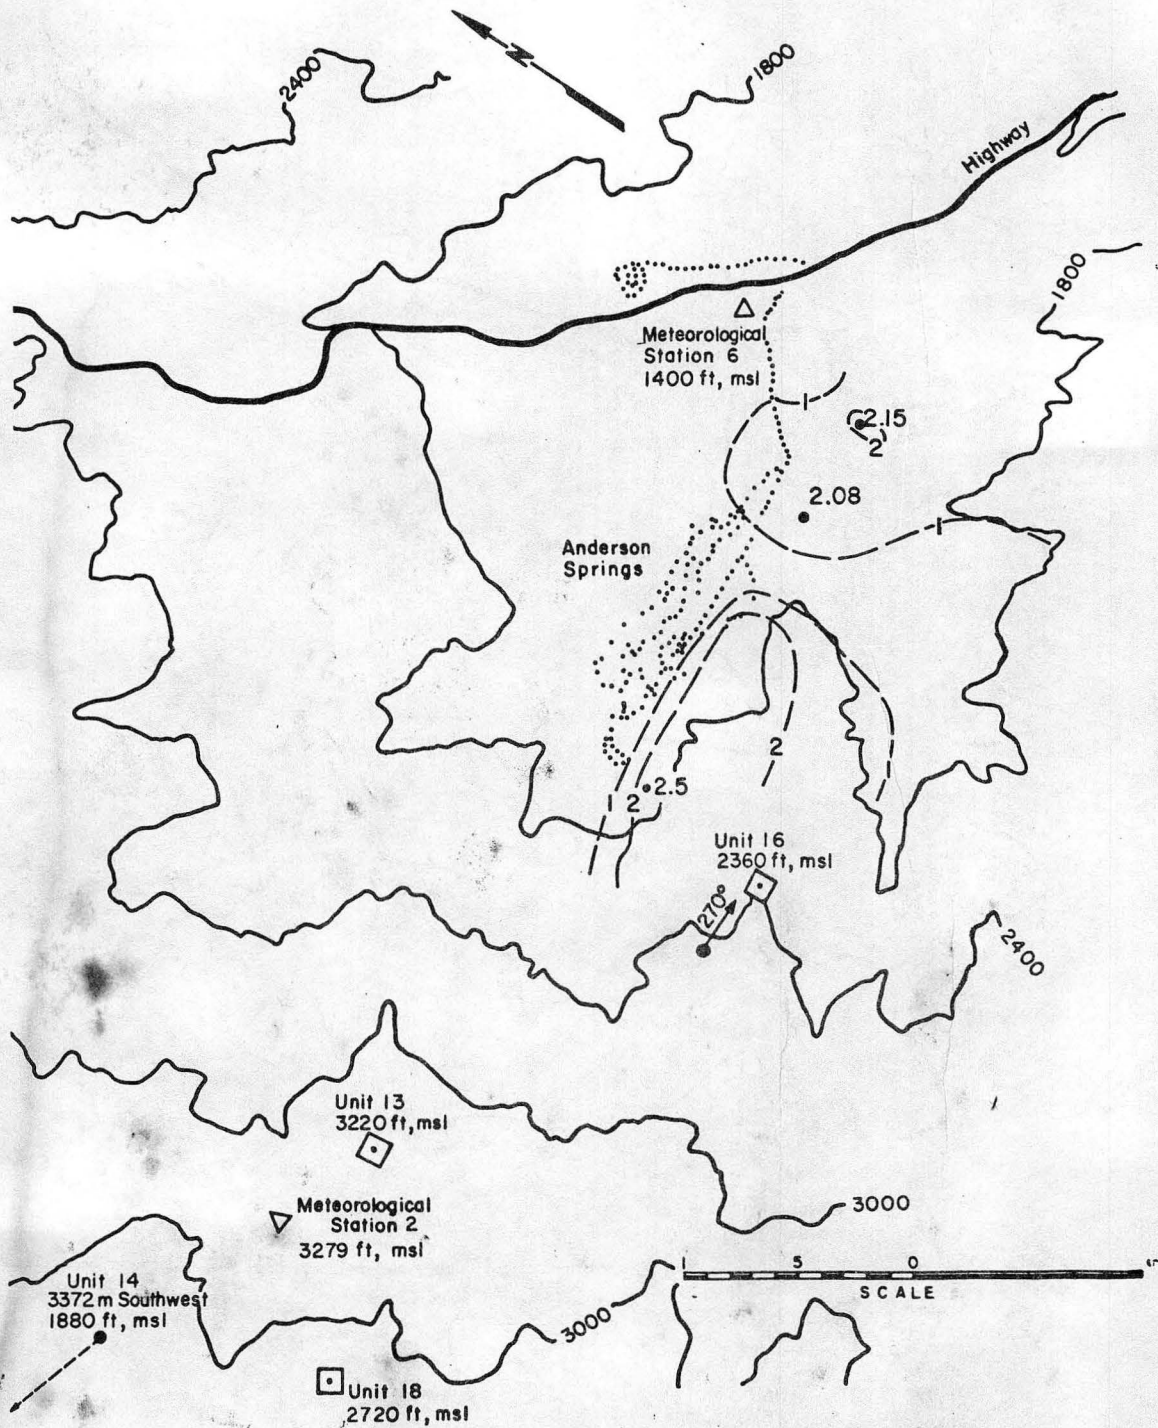 N
2400
1800
Highway
1800
Meteorological
Station 6
1400 ft, msl
1
2.15
2
2.08
1
Anderson
Springs
2
1
2
2.5
1
Unit 16
2360 ft, msl
270°
2400
Unit 13
3220 ft, msl
Meteorological
Station 2
3279 ft, msl
3000
Unit 14
3372 m Southwest
1880 ft, msl
1 5 0
SCALE
3000
Unit 18
2720 ft, msl